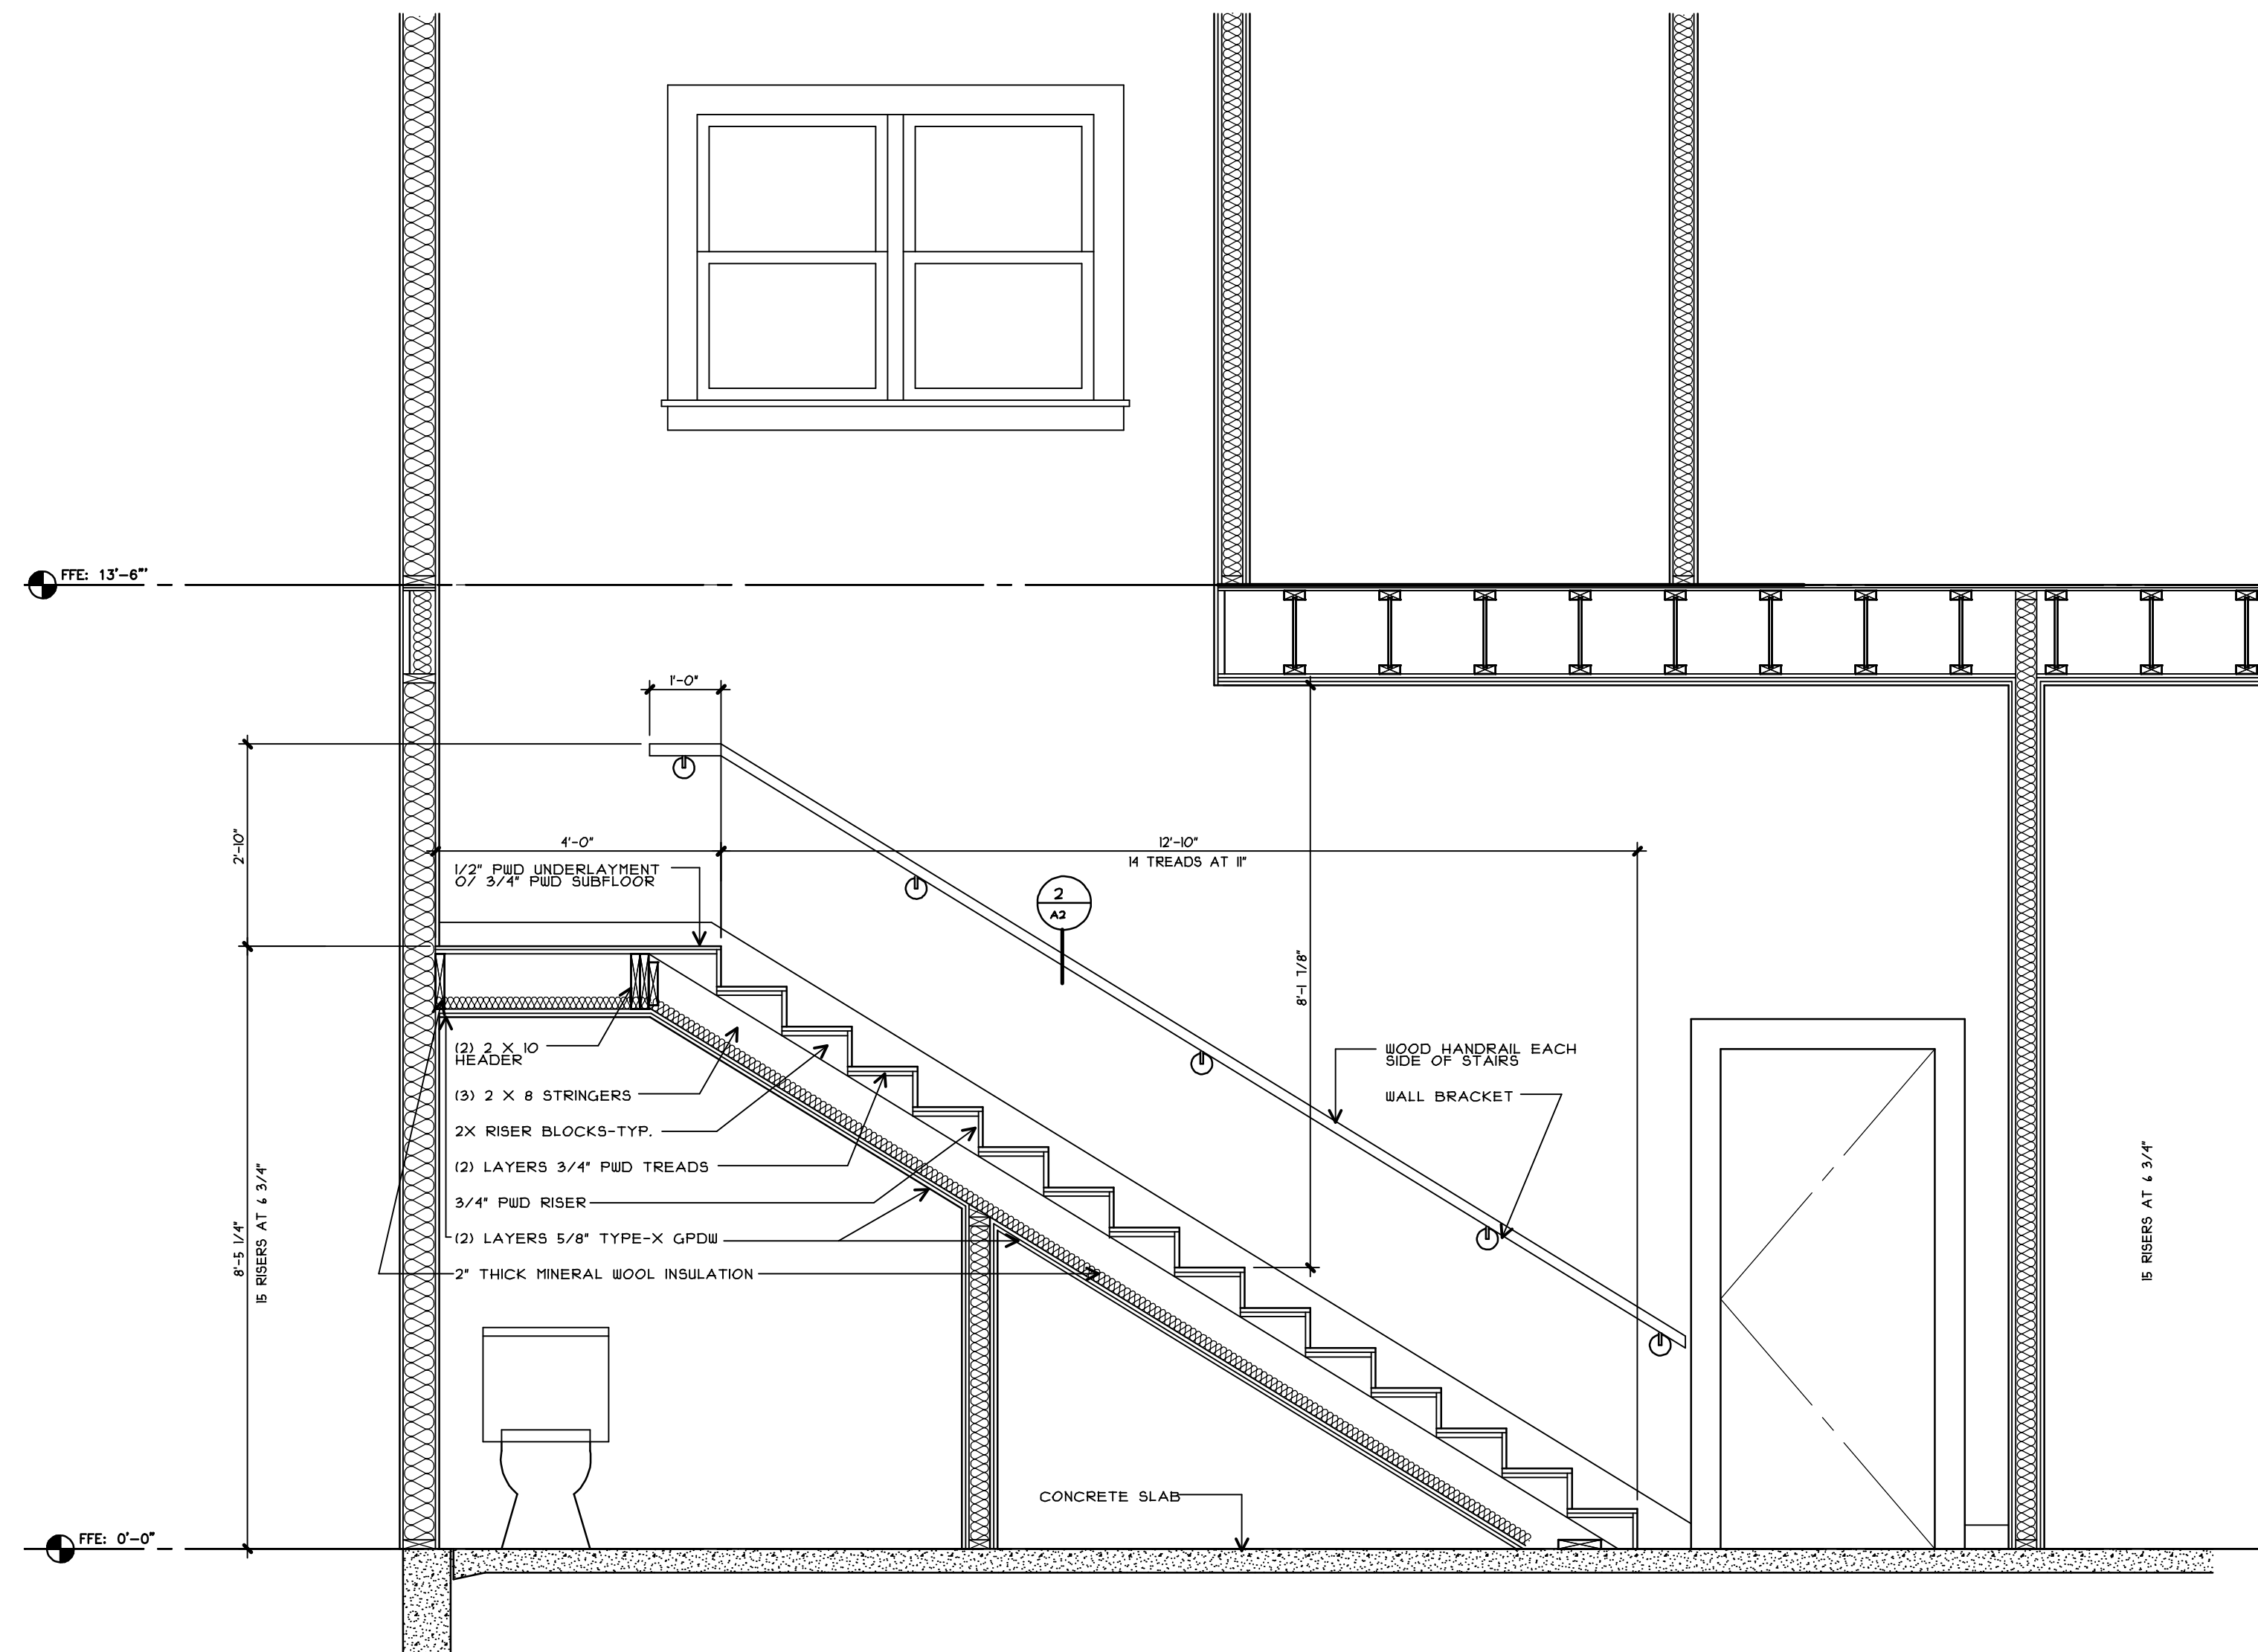 FFE: 13'-6"'
1'-0"
2'-10"
4'-0"
12'-10"
14 TREADS AT 11"
1/2" PWD UNDERLAYMENT
O/ 3/4" PWD SUBFLOOR
2
A2
8'-1 7/8"
(2) 2 X 10
HEADER
(3) 2 X 8 STRINGERS
2X RISER BLOCKS-TYP.
(2) LAYERS 3/4" PWD TREADS
3/4" PWD RISER
(2) LAYERS 5/8" TYPE-X GPDW
2" THICK MINERAL WOOL INSULATION
WOOD HANDRAIL EACH
SIDE OF STAIRS
WALL BRACKET
8'-5 1/4"
15 RISERS AT 6 3/4"
15 RISERS AT 6 3/4"
CONCRETE SLAB
FFE: 0'-0"